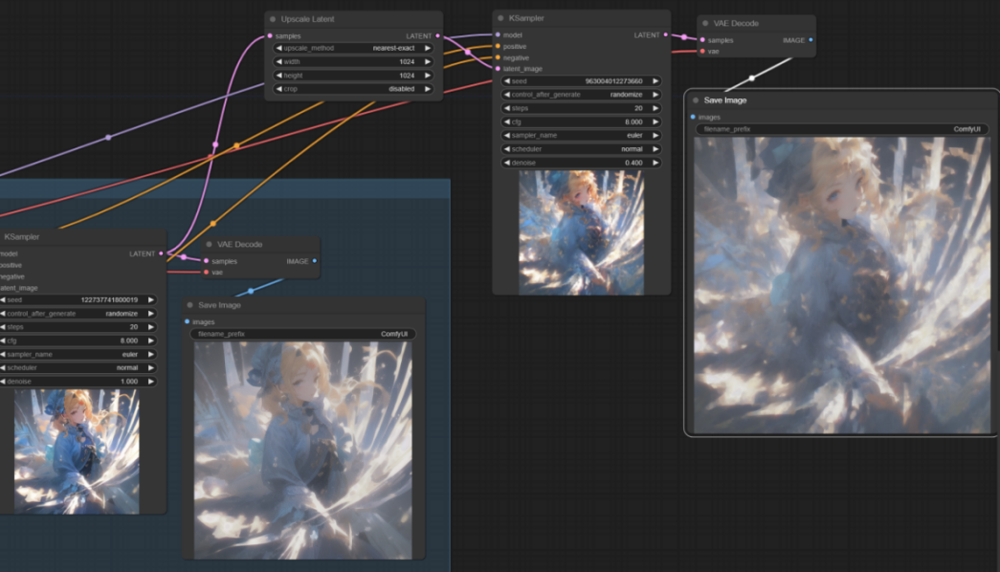 Upscale Latent
samples LATENT
upscale_method nearest-exact
width 1024
height 1024
crop disabled
KSampler
model LATENT
positive
negative
latent_image
seed 963004012273660
control_after_generate randomize
steps 20
cfg 8.000
sampler_name euler
scheduler normal
denoise 0.400
VAE Decode
samples IMAGE
vae
Save Image
images
filename_prefix ComfyUI
KSampler
model LATENT
positive
negative
latent_image
seed 122737741800019
control_after_generate randomize
steps 20
cfg 8.000
sampler_name euler
scheduler normal
denoise 1.000
VAE Decode
samples IMAGE
vae
Save Image
images
filename_prefix ComfyUI